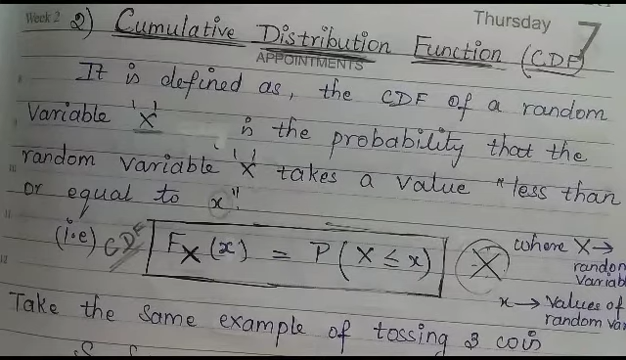 Week 2
Thursday 7
2) Cumulative Distribution Function (CDF)
APPOINTMENTS
It is defined as, the CDF of a random
Variable 'X' is the probability that the
random variable 'X' takes a value "less than
or equal to x"
(i.e) CDF Fx(x) = P(X ≤ x) X where X →
random
Variabl
x → Values of
random var
Take the same example of tossing 3 coin